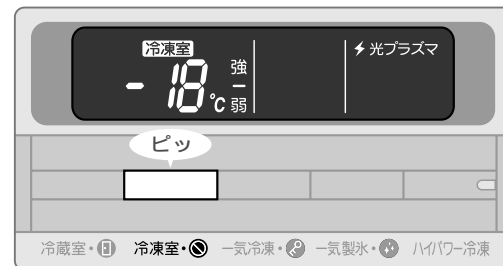 冷凍室
光プラズマ
-18℃
強
弱
ピッ
冷蔵室・ 冷凍室・ 一気冷凍・ 一気製氷・ ハイパワー冷凍